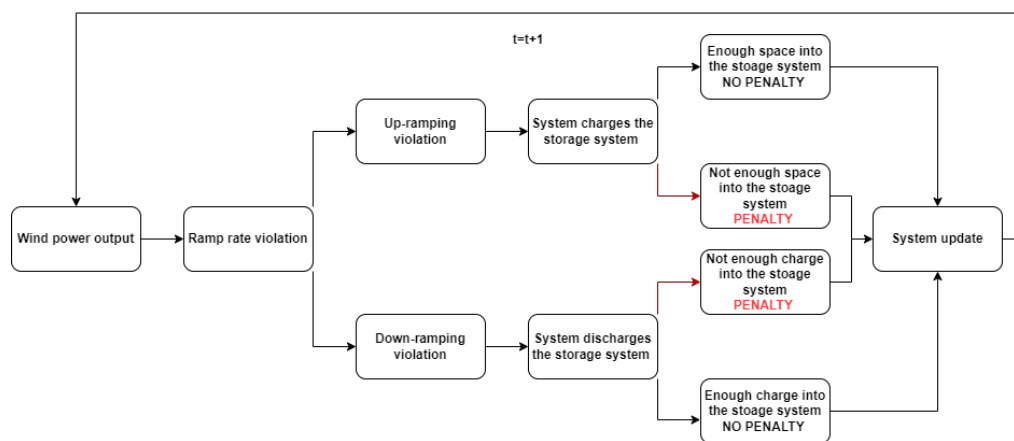 t=t+1
Enough space into
the stoage system
NO PENALTY
Up-ramping
violation
System charges the
storage system
Not enough space
into the stoage
system
PENALTY
Wind power output
Ramp rate violation
System update
Not enough charge
into the stoage
system
PENALTY
Down-ramping
violation
System discharges
the storage system
Enough charge into
the stoage system
NO PENALTY